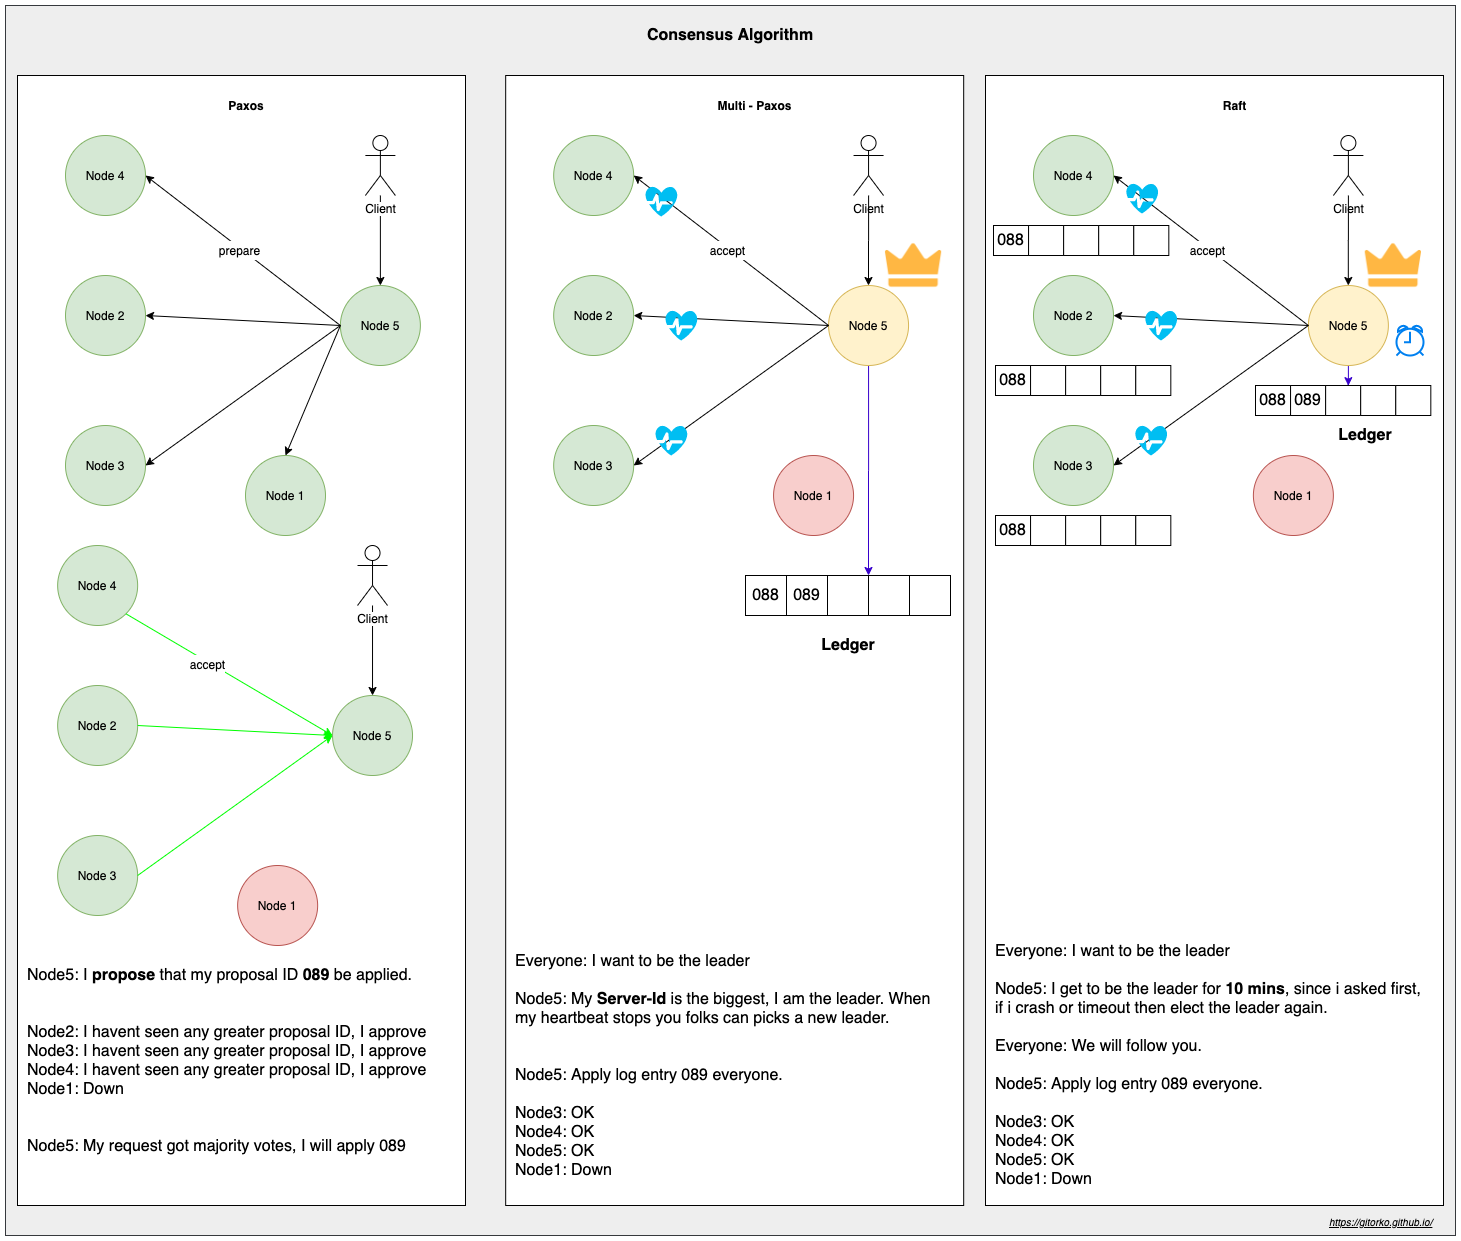 Consensus Algorithm
Paxos
Node 4
Client
prepare
Node 2
Node 5
Node 3
Node 1
Node 4
Client
accept
Node 2
Node 5
Node 3
Node 1
Node5: I propose that my proposal ID 089 be applied.
Node2: I havent seen any greater proposal ID, I approve
Node3: I havent seen any greater proposal ID, I approve
Node4: I havent seen any greater proposal ID, I approve
Node1: Down
Node5: My request got majority votes, I will apply 089
Multi - Paxos
Node 4
Client
accept
Node 2
Node 5
Node 3
Node 1
088 089
Ledger
Everyone: I want to be the leader
Node5: My Server-Id is the biggest, I am the leader. When
my heartbeat stops you folks can picks a new leader.
Node5: Apply log entry 089 everyone.
Node3: OK
Node4: OK
Node5: OK
Node1: Down
Raft
Node 4
Client
088
accept
Node 2
Node 5
088
088 089
Ledger
Node 3
Node 1
088
Everyone: I want to be the leader
Node5: I get to be the leader for 10 mins, since i asked first,
if i crash or timeout then elect the leader again.
Everyone: We will follow you.
Node5: Apply log entry 089 everyone.
Node3: OK
Node4: OK
Node5: OK
Node1: Down
https://gitorko.github.io/